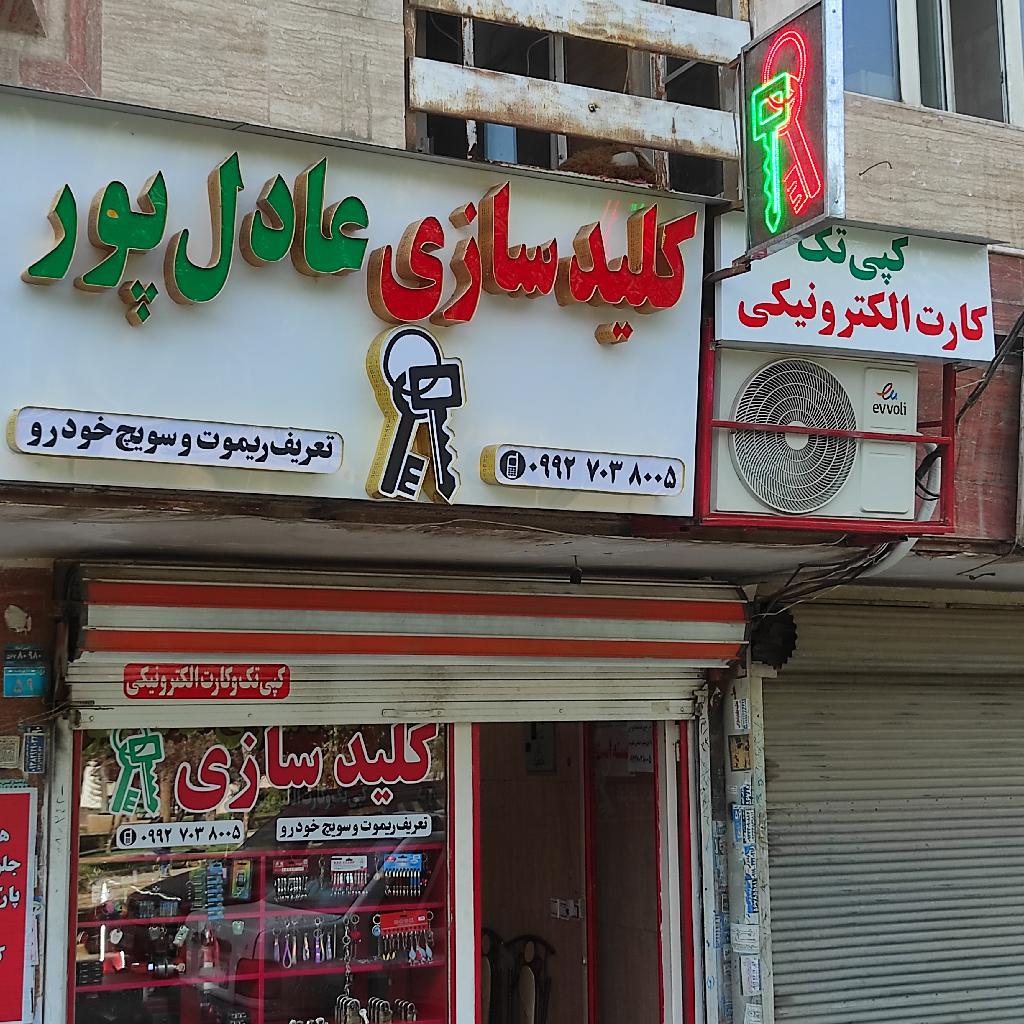 کلید سازی عادل پور
تعریف ریموت و سویچ خودرو
۰۹۹۲ ۷۰۳ ۸۰۰۵
کپی تک
کارت الکترونیکی
evvoli
کپی تک و کارت الکترونیکی
کلید سازی
۰۹۹۲ ۷۰۳ ۸۰۰۵
تعریف ریموت و سویچ خودرو
۵۹